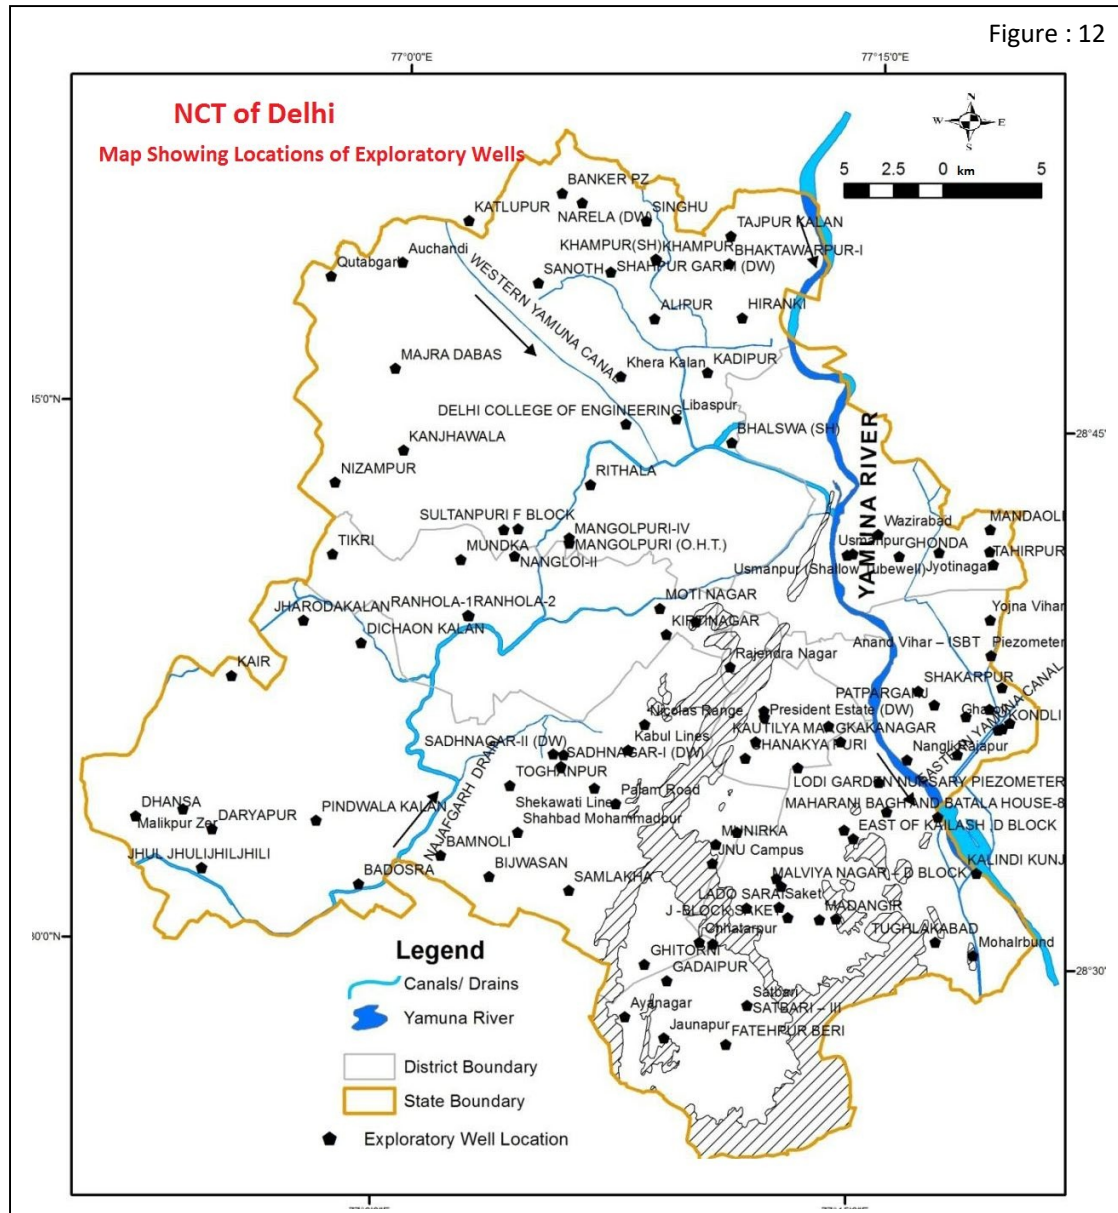 Figure : 12
77°0'0"E
77°15'0"E
NCT of Delhi
Map Showing Locations of Exploratory Wells
N
W
E
S
5
2.5
0 km
5
BANKER PZ
KATLUPUR
NARELA (DW)
SINGHU
TAJPUR KALAN
KHAMPUR(SH)
KHAMPUR
BHAKTAWARPUR-I
Auchandi
Qutabgarh
SANOTH
SHAHPUR GARHI (DW)
WESTERN YAMUNA CANAL
ALIPUR
HIRANKI
MAJRA DABAS
Khera Kalan
KADIPUR
DELHI COLLEGE OF ENGINEERING
Libaspur
BHALSWA (SH)
28°45'
KANJHAWALA
NIZAMPUR
RITHALA
YAMUNA RIVER
SULTANPURI F BLOCK
MANGOLPURI-IV
MANGOLPURI (O.H.T.)
TIKRI
MUNDKA
NANGLOI-II
Wazirabad
MANDAOLI
Usmanpur
GHONDA
TAHIRPUR
Usmanpur (Shallow Tubewell)
Jyotinagar
JHARODAKALAN
RANHOLA-1
RANHOLA-2
MOTI NAGAR
KIRTINAGAR
Yojna Vihar
DICHAON KALAN
Anand Vihar – ISBT Piezometer
KAIR
Rajendra Nagar
SHAKARPUR
PATPARGANJ
Nicolas Range
President Estate (DW)
KONDLI
EASTERN YAMUNA CANAL
SADHNAGAR-II (DW)
Kabul Lines
SADHNAGAR-I (DW)
CHANAKYAPURI
Nangli Rajapur
TOGHANPUR
LODI GARDEN NURSARY PIEZOMETER
NAJAFGARH DRAIN
Palam Road
DHANSA
PINDWALA KALAN
Shekawati Lines
MAHARANI BAGH AND BATALA HOUSE-8
Malikpur Zer
DARYAPUR
Shahbad Mohammadpur
MUNIRKA
EAST OF KAILASH ,D BLOCK
JNU Campus
JHUL JHULI
JHILJHILI
BAMNOLI
KALINDI KUNJ
BADOSRA
BIJWASAN
SAMLAKHA
MALVIYA NAGAR – D BLOCK
LADO SARAI
Saket
J -BLOCK SAKET
MADANGIR
Chhatarpur
TUGHLAKABAD
Mohalrbund
28°30'
GHITORNI
GADAIPUR
Satbari
SATBARI – III
Ayanagar
Jaunapur
FATEHPUR BERI
Legend
Canals/ Drains
Yamuna River
District Boundary
State Boundary
Exploratory Well Location